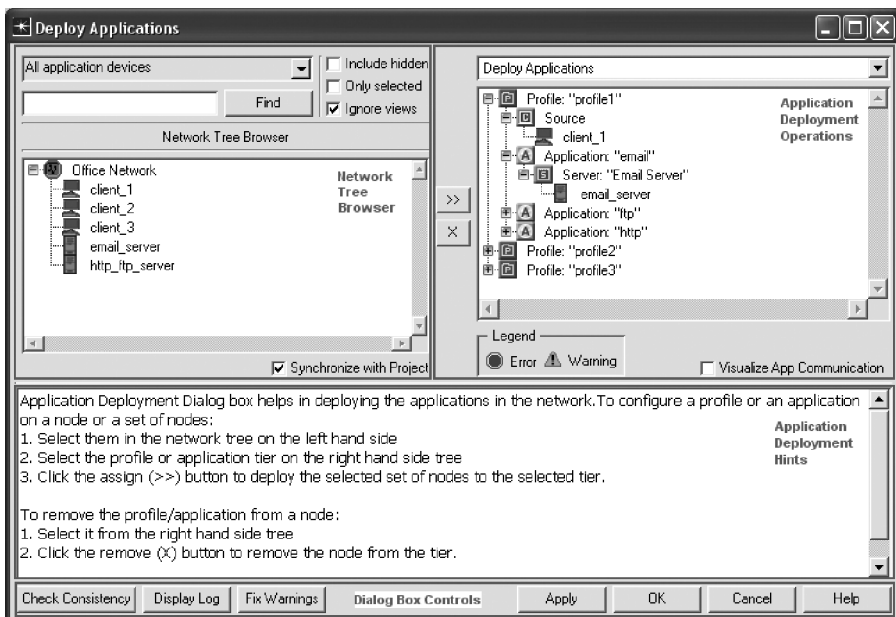 Deploy Applications
All application devices
Include hidden
Only selected
Ignore views
Find
Network Tree Browser
Office Network
client_1
client_2
client_3
email_server
http_ftp_server
Network
Tree
Browser
Synchronize with Project
>>
X
Deploy Applications
Profile: "profile1"
Source
client_1
Application: "email"
Server: "Email Server"
email_server
Application: "ftp"
Application: "http"
Profile: "profile2"
Profile: "profile3"
Application
Deployment
Operations
Legend
Error
Warning
Visualize App Communication
Application Deployment Dialog box helps in deploying the applications in the network.To configure a profile or an application
on a node or a set of nodes:
1. Select them in the network tree on the left hand side
2. Select the profile or application tier on the right hand side tree
3. Click the assign (>>) button to deploy the selected set of nodes to the selected tier.
To remove the profile/application from a node:
1. Select it from the right hand side tree
2. Click the remove (X) button to remove the node from the tier.
Application
Deployment
Hints
Check Consistency
Display Log
Fix Warnings
Dialog Box Controls
Apply
OK
Cancel
Help